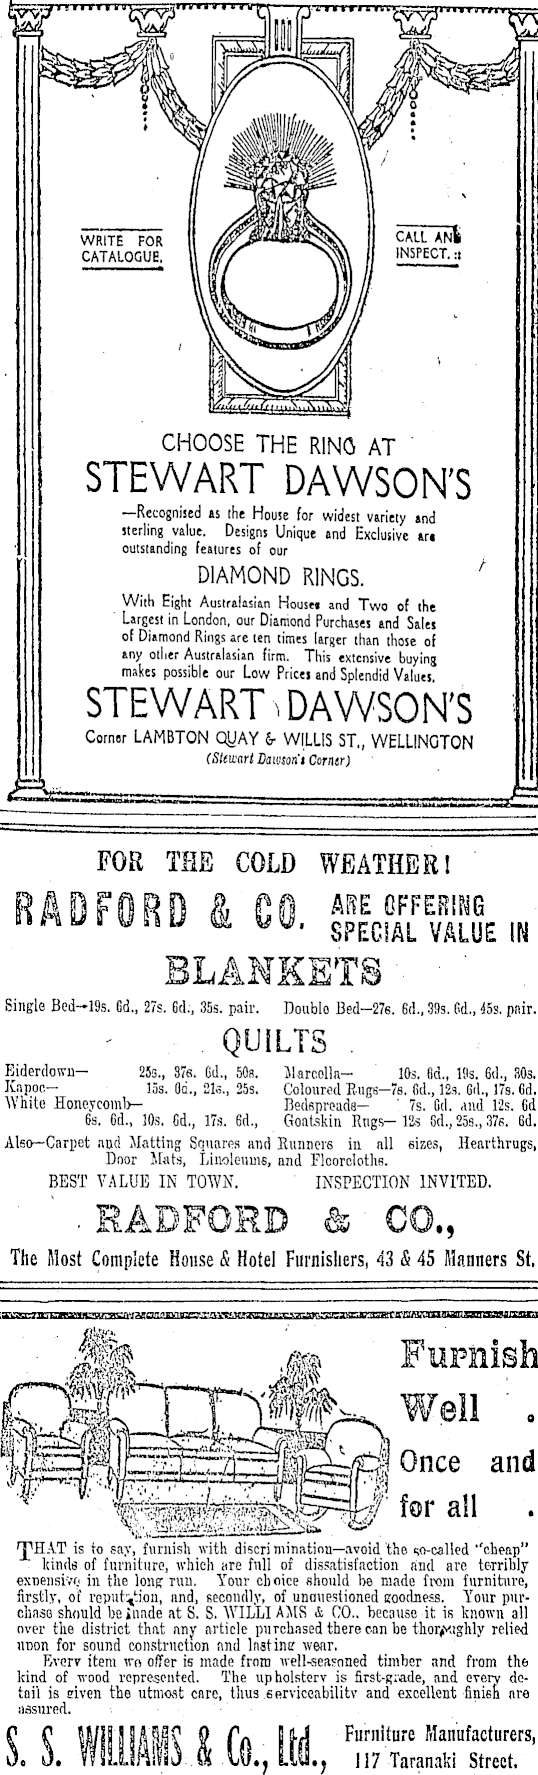 WRITE FOR
CATALOGUE.
CALL AND
INSPECT. ::
CHOOSE THE RING AT
STEWART DAWSON'S
—Recognised as the House for widest variety and
sterling value. Designs Unique and Exclusive are
outstanding features of our
DIAMOND RINGS.
With Eight Australasian Houses and Two of the
Largest in London, our Diamond Purchases and Sales
of Diamond Rings are ten times larger than those of
any other Australasian firm. This extensive buying
makes possible our Low Prices and Splendid Values.
STEWART DAWSON'S
Corner LAMBTON QUAY & WILLIS ST., WELLINGTON
(Stewart Dawson's Corner)
FOR THE COLD WEATHER!
RADFORD & CO. ARE OFFERING
SPECIAL VALUE IN
BLANKETS
Single Bed—19s. 6d., 27s. 6d., 35s. pair. Double Bed—27s. 6d., 39s. 6d., 45s. pair.
QUILTS
Eiderdown— 25s., 37s. 6d., 50s.
Kapoc— 15s. 0d., 21s., 25s.
White Honeycomb—
6s. 6d., 10s. 6d., 17s. 6d.,
Marcella— 10s. 6d., 19s. 6d., 30s.
Coloured Rugs—7s. 6d., 12s. 6d., 17s. 6d.
Bedspreads— 7s. 6d. and 12s. 6d
Goatskin Rugs— 12s 6d., 25s., 37s. 6d.
Also—Carpet and Matting Squares and Runners in all sizes, Hearthrugs,
Door Mats, Linoleums, and Floorcloths.
BEST VALUE IN TOWN. INSPECTION INVITED.
RADFORD & CO.,
The Most Complete House & Hotel Furnishers, 43 & 45 Manners St.
Furnish
Well .
Once and
for all .
THAT is to say, furnish with discrimination—avoid the so-called "cheap"
kinds of furniture, which are full of dissatisfaction and are terribly
expensive in the long run. Your choice should be made from furniture,
firstly, of reputation, and, secondly, of unquestioned goodness. Your pur-
chase should be made at S. S. WILLIAMS & CO., because it is known all
over the district that any article purchased there can be thoroughly relied
upon for sound construction and lasting wear.
Every item we offer is made from well-seasoned timber and from the
kind of wood represented. The upholstery is first-grade, and every de-
tail is given the utmost care, thus serviceability and excellent finish are
assured.
S. S. WILLIAMS & Co., Ltd., Furniture Manufacturers,
117 Taranaki Street.